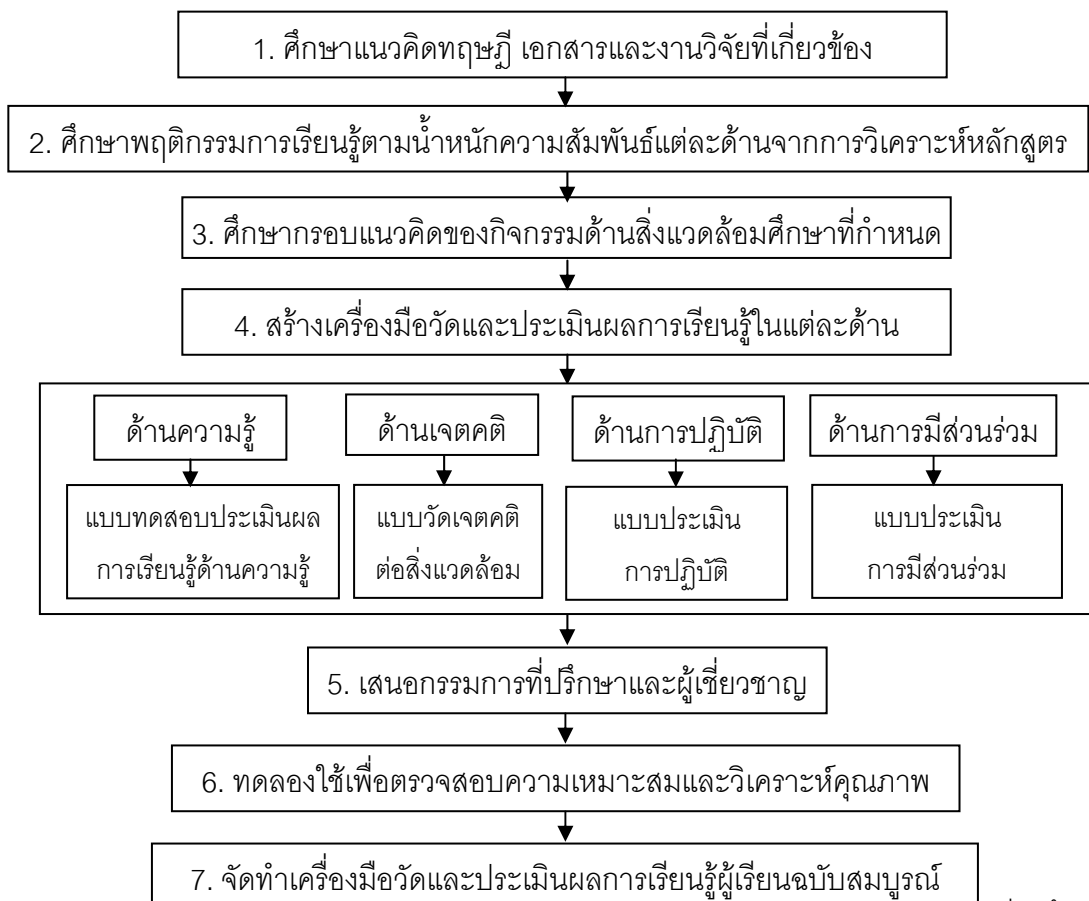 1. ศึกษาแนวคิดทฤษฎี เอกสารและงานวิจัยที่เกี่ยวข้อง
2. ศึกษาพฤติกรรมการเรียนรู้ตามน้ำหนักความสัมพันธ์แต่ละด้านจากการวิเคราะห์หลักสูตร
3. ศึกษากรอบแนวคิดของกิจกรรมด้านสิ่งแวดล้อมศึกษาที่กำหนด
4. สร้างเครื่องมือวัดและประเมินผลการเรียนรู้ในแต่ละด้าน
ด้านความรู้
ด้านเจตคติ
ด้านการปฏิบัติ
ด้านการมีส่วนร่วม
แบบทดสอบประเมินผล
การเรียนรู้ด้านความรู้
แบบวัดเจตคติ
ต่อสิ่งแวดล้อม
แบบประเมิน
การปฏิบัติ
แบบประเมิน
การมีส่วนร่วม
5. เสนอกรรมการที่ปรึกษาและผู้เชี่ยวชาญ
6. ทดลองใช้เพื่อตรวจสอบความเหมาะสมและวิเคราะห์คุณภาพ
7. จัดทำเครื่องมือวัดและประเมินผลการเรียนรู้ผู้เรียนฉบับสมบูรณ์